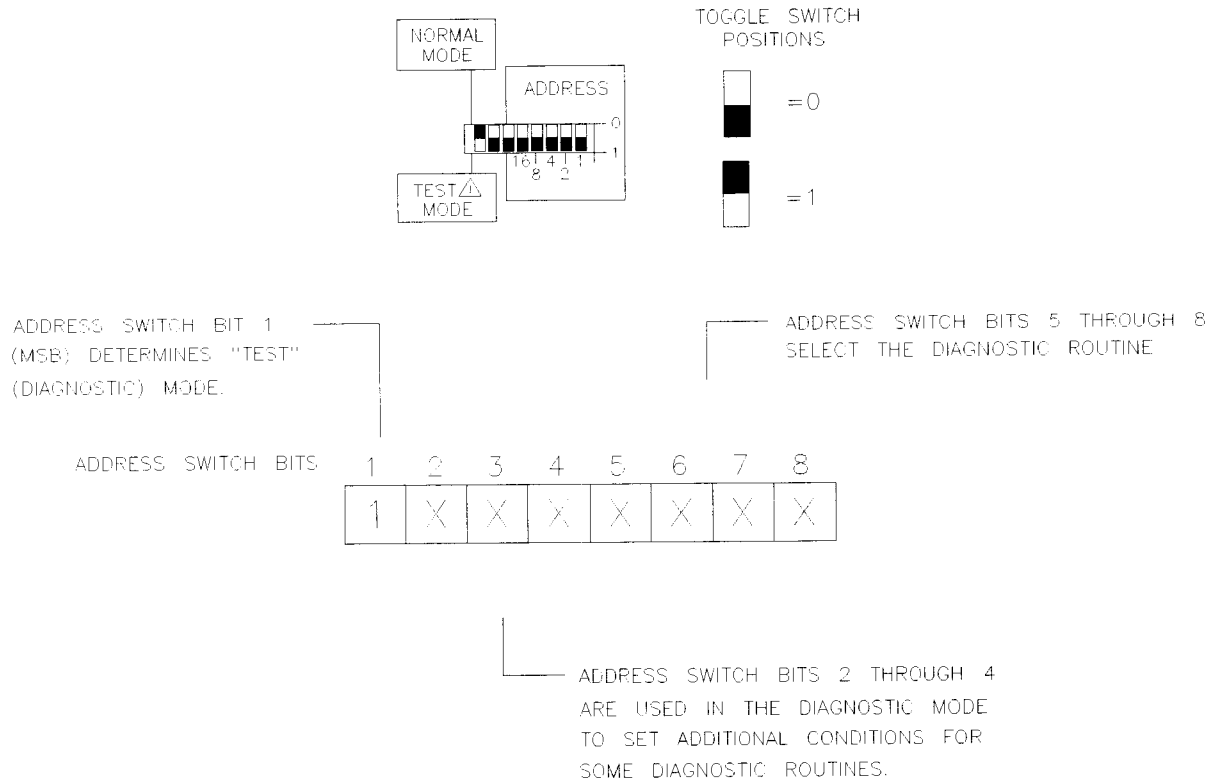 NORMAL
MODE
ADDRESS
0
1
16 4 1
8 2
TEST
MODE
TOGGLE SWITCH
POSITIONS
=0
=1
ADDRESS SWITCH BIT 1
(MSB) DETERMINES "TEST"
(DIAGNOSTIC) MODE.
ADDRESS SWITCH BITS 5 THROUGH 8
SELECT THE DIAGNOSTIC ROUTINE
ADDRESS SWITCH BITS 1 2 3 4 5 6 7 8
1 X X X X X X X
ADDRESS SWITCH BITS 2 THROUGH 4
ARE USED IN THE DIAGNOSTIC MODE
TO SET ADDITIONAL CONDITIONS FOR
SOME DIAGNOSTIC ROUTINES.